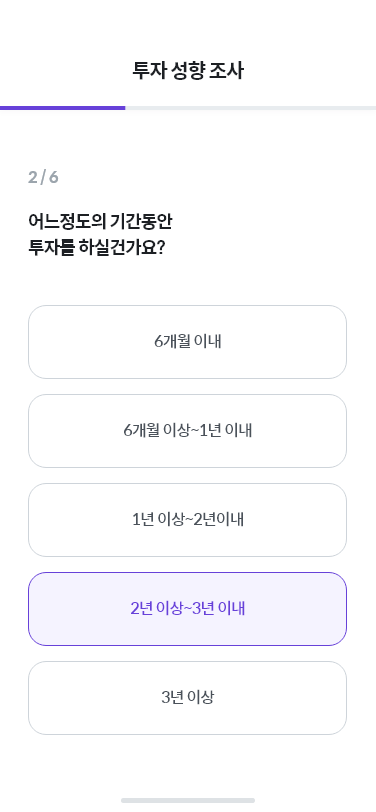 투자 성향 조사
2 / 6
어느정도의 기간동안
투자를 하실건가요?
6개월 이내
6개월 이상~1년 이내
1년 이상~2년이내
2년 이상~3년 이내
3년 이상